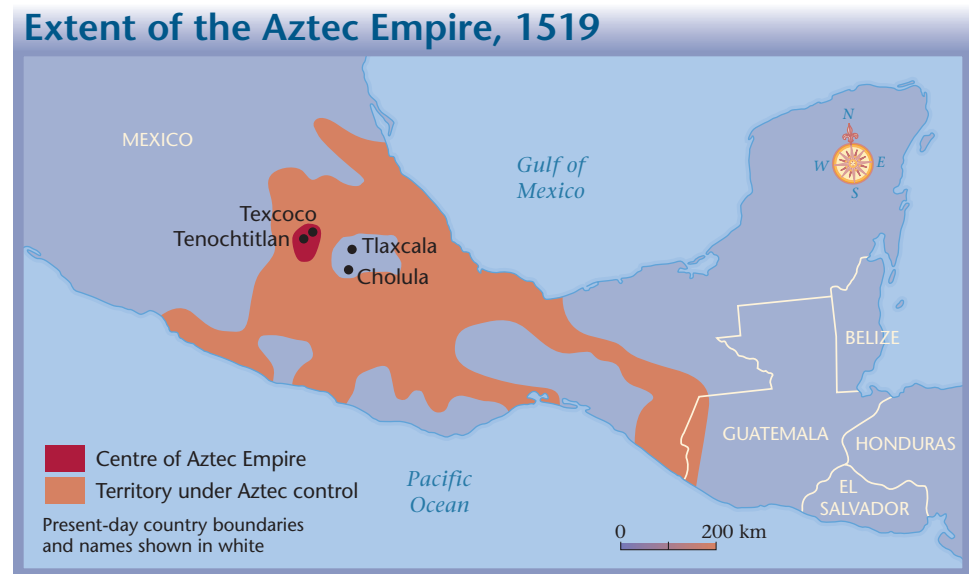 Extent of the Aztec Empire, 1519
MEXICO
Gulf of
Mexico
N
W
E
S
Texcoco
Tenochtitlan
Tlaxcala
Cholula
BELIZE
GUATEMALA
HONDURAS
EL
SALVADOR
Centre of Aztec Empire
Territory under Aztec control
Present-day country boundaries
and names shown in white
Pacific
Ocean
0
200 km